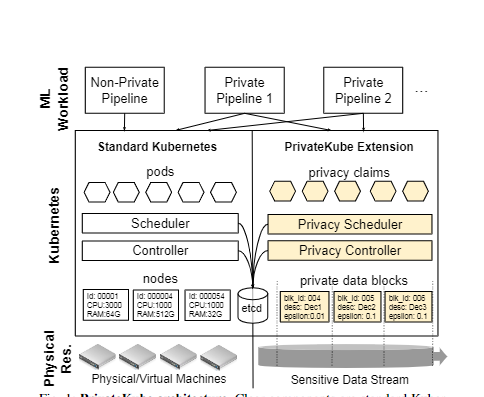 ML
Workload
Non-Private
Pipeline
Private
Pipeline 1
Private
Pipeline 2
...
Kubernetes
Standard Kubernetes
PrivateKube Extension
pods
privacy claims
Scheduler
Privacy Scheduler
Controller
Privacy Controller
nodes
private data blocks
Id: 00001
CPU:3000
RAM:64G
Id: 000004
CPU:1000
RAM:512G
Id: 000054
CPU:1000
RAM:32G
etcd
blk_id: 004
desc: Dec1
epsilon:0.01
blk_id: 005
desc: Dec2
epsilon: 0.1
blk_id: 006
desc: Dec3
epsilon: 0.1
Physical
Res.
Physical/Virtual Machines
Sensitive Data Stream